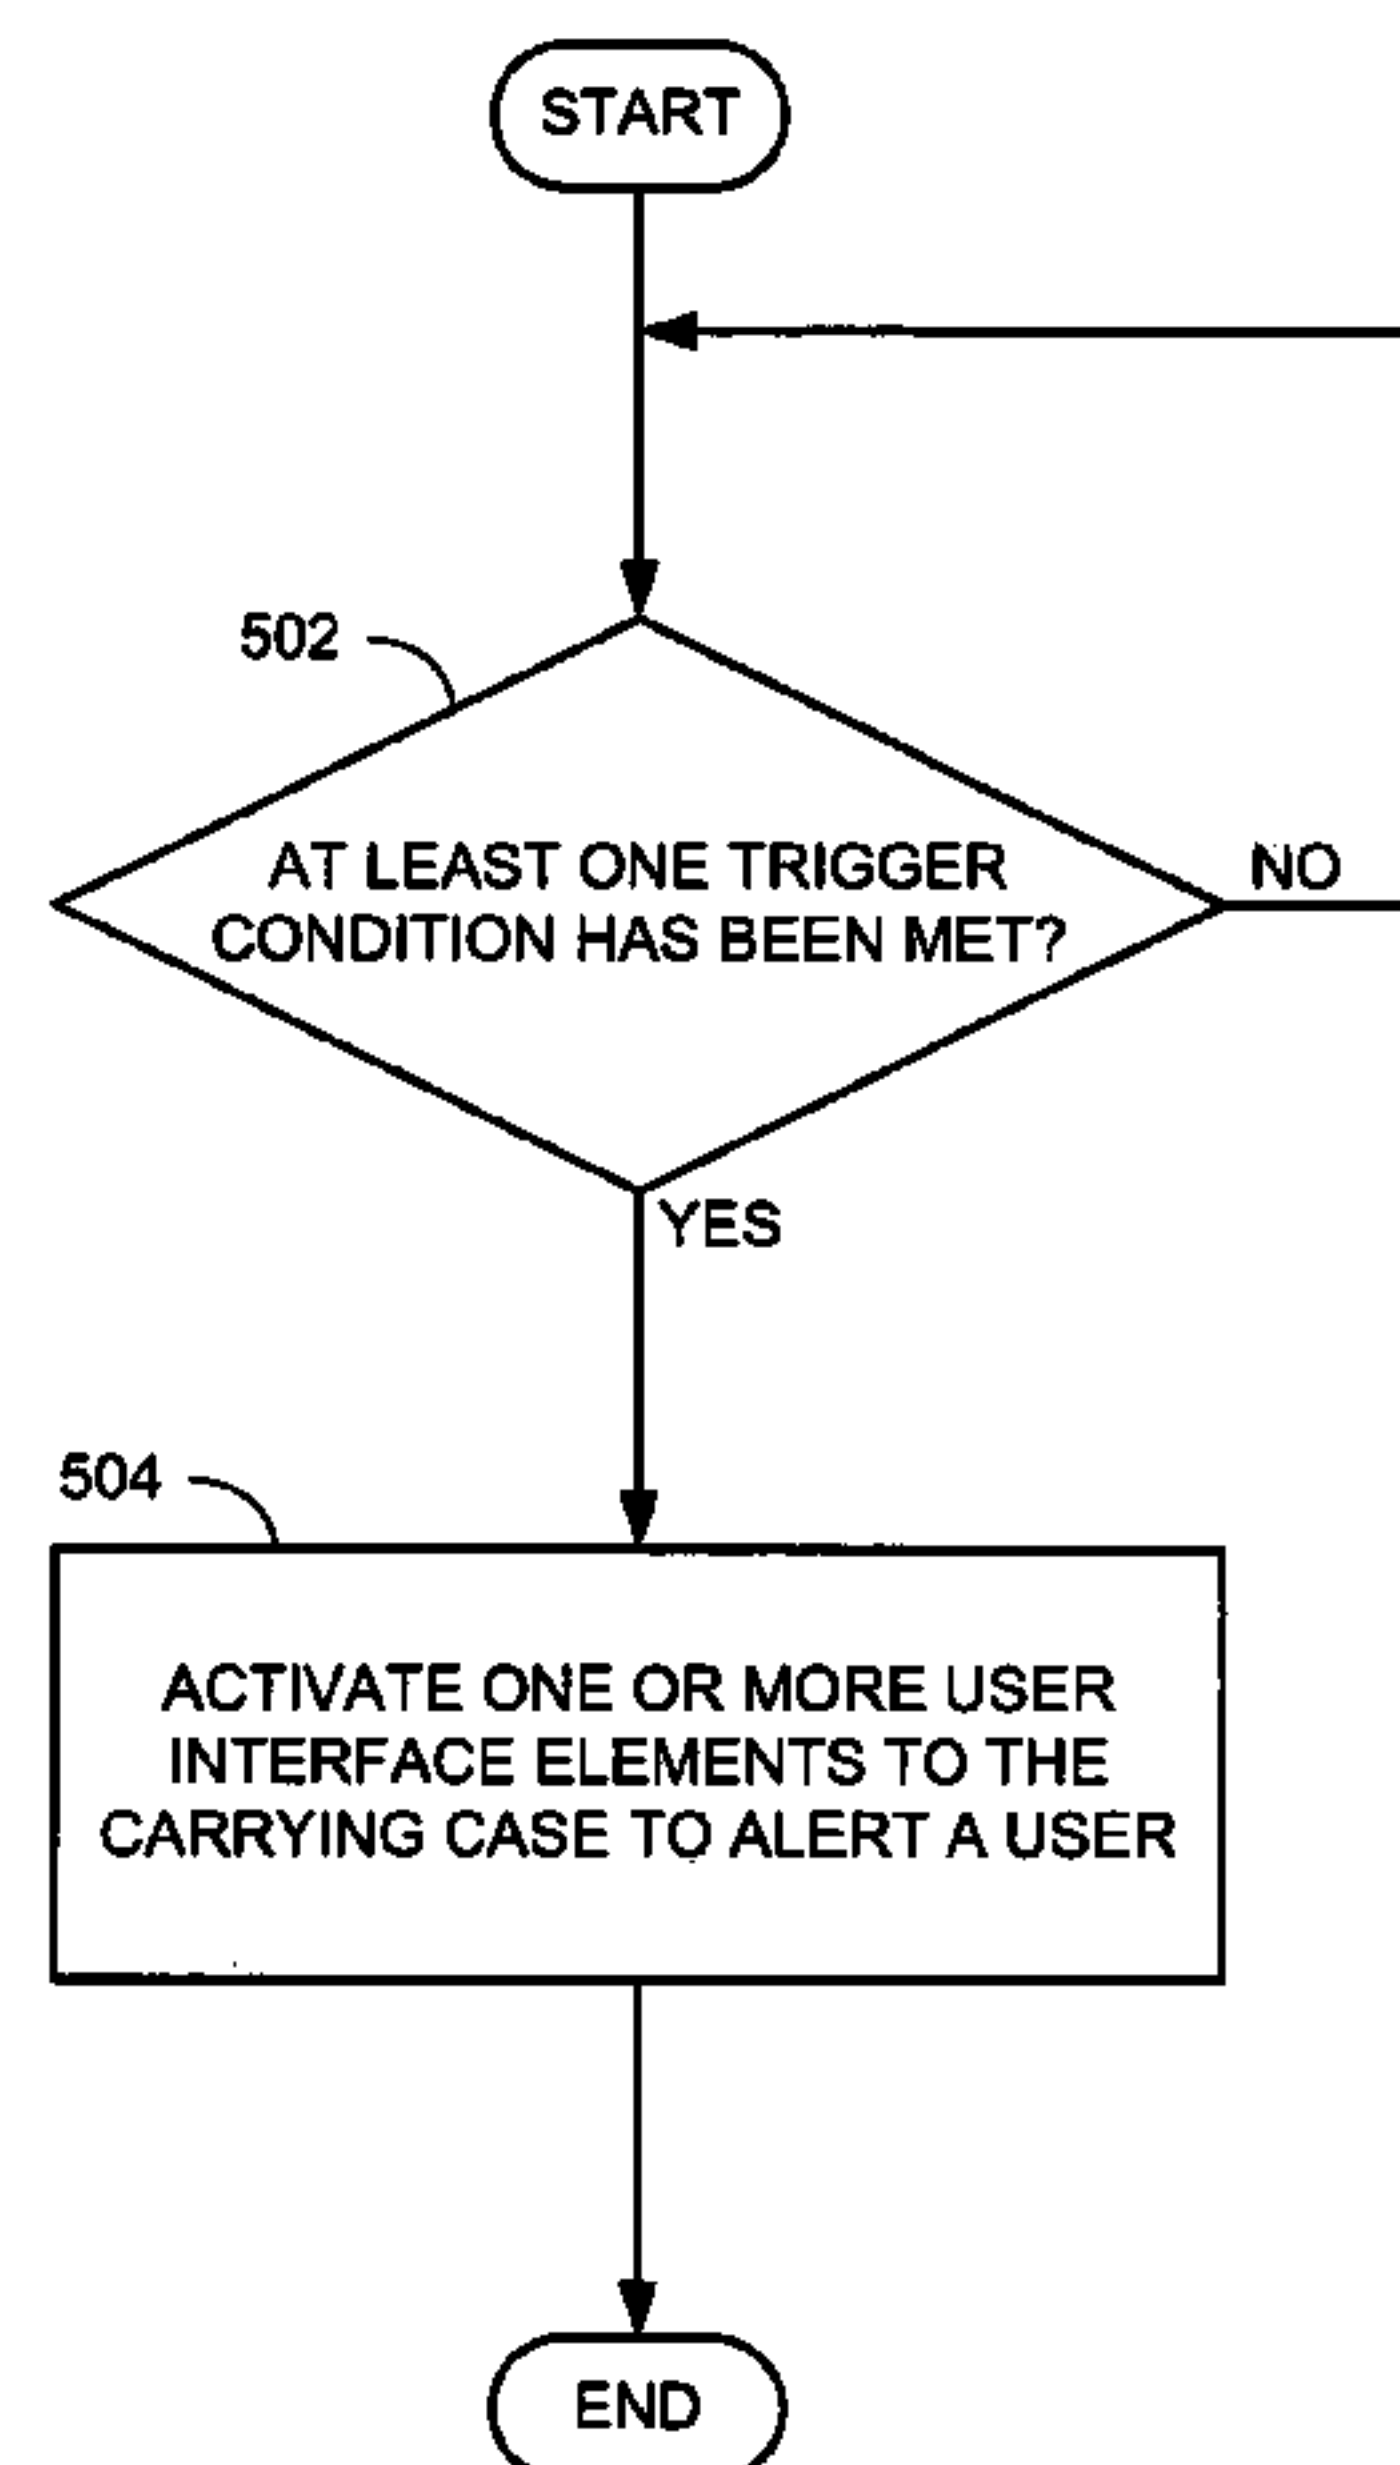 START
502
AT LEAST ONE TRIGGER
CONDITION HAS BEEN MET?
NO
YES
504
ACTIVATE ONE OR MORE USER
INTERFACE ELEMENTS TO THE
CARRYING CASE TO ALERT A USER
END